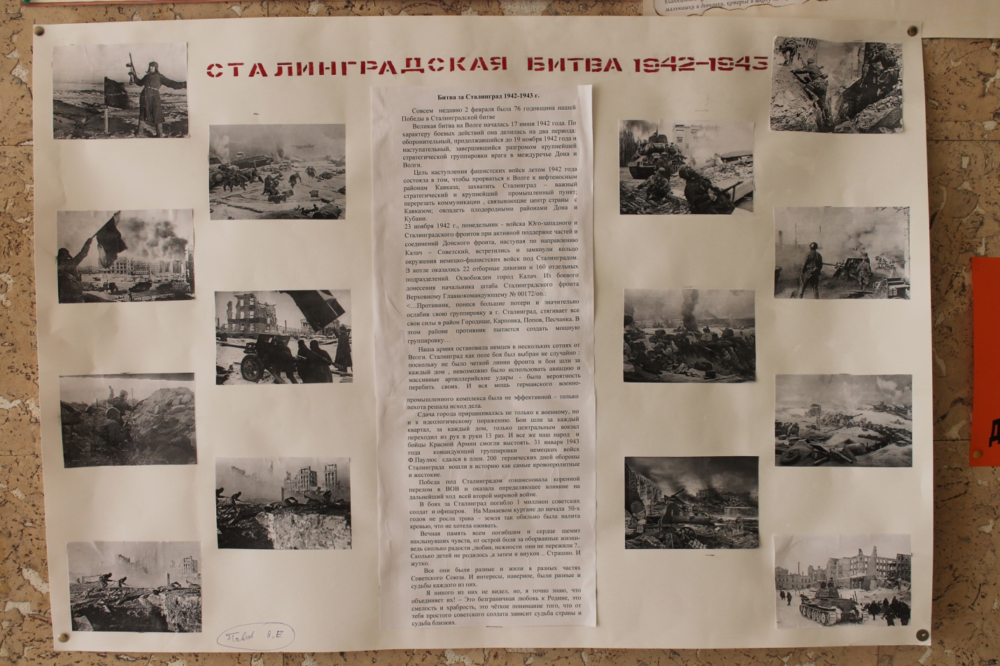 мальчишки и девчонки, которые и
СТАЛИНГРАДСКАЯ БИТВА 1942-1943
Битва за Сталинград 1942-1943 г.
Совсем недавно 2 февраля была 76 годовщина нашей
Победы в Сталинградской битве
Великая битва на Волге началась 17 июня 1942 года. По
характеру боевых действий она делилась на два периода:
оборонительный, продолжавшийся до 19 ноября 1942 года и
наступательный, завершившийся разгромом крупнейшей
стратегической группировки врага в междуречье Дона и
Волги.
Цель наступления фашистских войск летом 1942 года
состояла в том, чтобы прорваться к Волге к нефтеносным
районам Кавказа; захватить Сталинград – важный
стратегический и крупнейший промышленный пункт;
перерезать коммуникации , связывающие центр страны с
Кавказом; овладеть плодородными районами Дона и
Кубани.
23 ноября 1942 г., понедельник - войска Юго-западного и
Сталинградского фронтов при активной поддержке частей и
соединений Донского фронта, наступая по направлению
Калач – Советский, встретились и замкнули кольцо
окружения немецко-фашистских войск под Сталинградом.
В котле оказались 22 отборные дивизии и 160 отдельных
подразделений. Освобожден город Калач. Из боевого
донесения начальника штаба Сталинградского фронта
Верховному Главнокомандующему № 00172/оп.:
<…Противник, понеся большие потери и значительно
ослабив свою группировку в г. Сталинград, стягивает все
свои силы в район Городище, Карповка, Попов, Песчанка. В
этом районе противник пытается создать мощную
группировку…
Наша армия остановила немцев в нескольких сотнях от
Волги. Сталинград как поле боя был выбран не случайно :
поскольку не было четкой линии фронта и бои шли за
каждый дом , невозможно было использовать авиацию и
массивные артиллерийские удары - была вероятность
перебить своих. И вся мощь германского военно-
промышленного комплекса была не эффективной – только
пехота решала исход дела.
Сдача города приравнивалась не только к военному, но
и к идеологическому поражению. Бои шли за каждый
квартал, за каждый дом, только центральным вокзал
переходил из рук в руки 13 раз. И все же наш народ и
бойцы Красной Армии смогли выстоять. 31 января 1943
года командующий группировки немецких войск
Ф.Паулюс сдался в плен. 200 героических дней обороны
Сталинграда вошли в историю как самые кровопролитные
и жестокие.
Победа под Сталинградом ознаменовала коренной
перелом в ВОВ и оказала определяющее влияние на
дальнейший ход всей второй мировой войне.
В боях за Сталинград погибло 1 миллион советских
солдат и офицеров. На Мамаевом кургане до начала 50-х
годов не росла трава – земля так обильно была налита
кровью, что не хотела оживать.
Вечная память всем погибшим и сердце щемит
нахлынувших чувств, от острой боли за оборванные жизни-
ведь сколько радости ,любви, нежности они не пережили ?..
Сколько детей не родилось ,а затем и внуков .. Страшно. И
жутко.
Все они были разные и жили в разных частях
Советского Союза. И интересы, наверное, были разные и
судьбы каждого из них.
Я никого из них не видел, но, я точно знаю, что
объединяет их! – Это безграничная любовь к Родине, это
смелость и храбрость, это чёткое понимание того, что от
тебя простого советского солдата зависит судьба страны и
судьба близких.
Павлов 8„Е"
Д